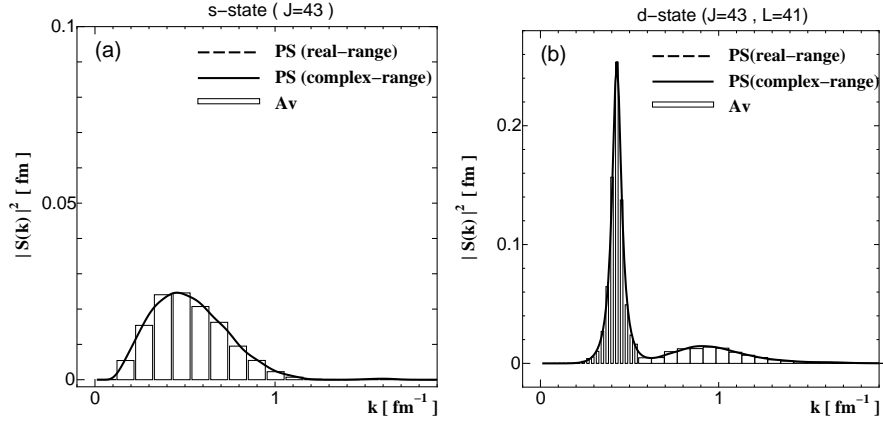 s-state ( J=43 )
(a)
PS (real-range)
PS (complex-range)
Av
0.1
0.05
0
| S(k) |² [ fm ]
0
1
k [ fm⁻¹ ]
d-state (J=43 , L=41)
(b)
PS(real-range)
PS(complex-range)
Av
0.2
0.1
0
| S(k) |² [ fm ]
0
1
k [ fm⁻¹ ]